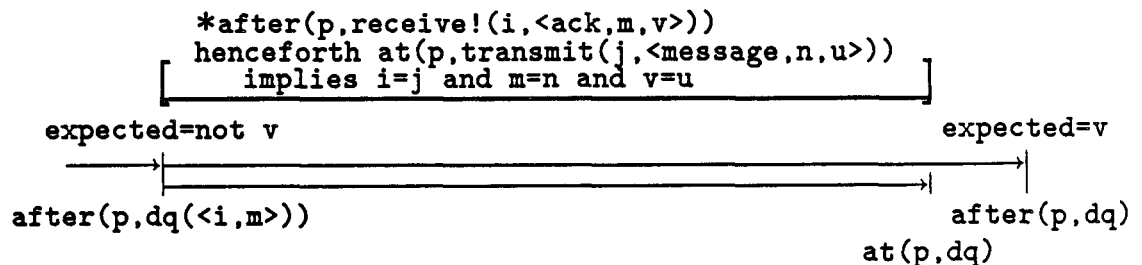 *after(p,receive!(i,<ack,m,v>))
henceforth at(p,transmit(j,<message,n,u>))
implies i=j and m=n and v=u
expected=not v
expected=v
after(p,dq(<i,m>))
after(p,dq)
at(p,dq)